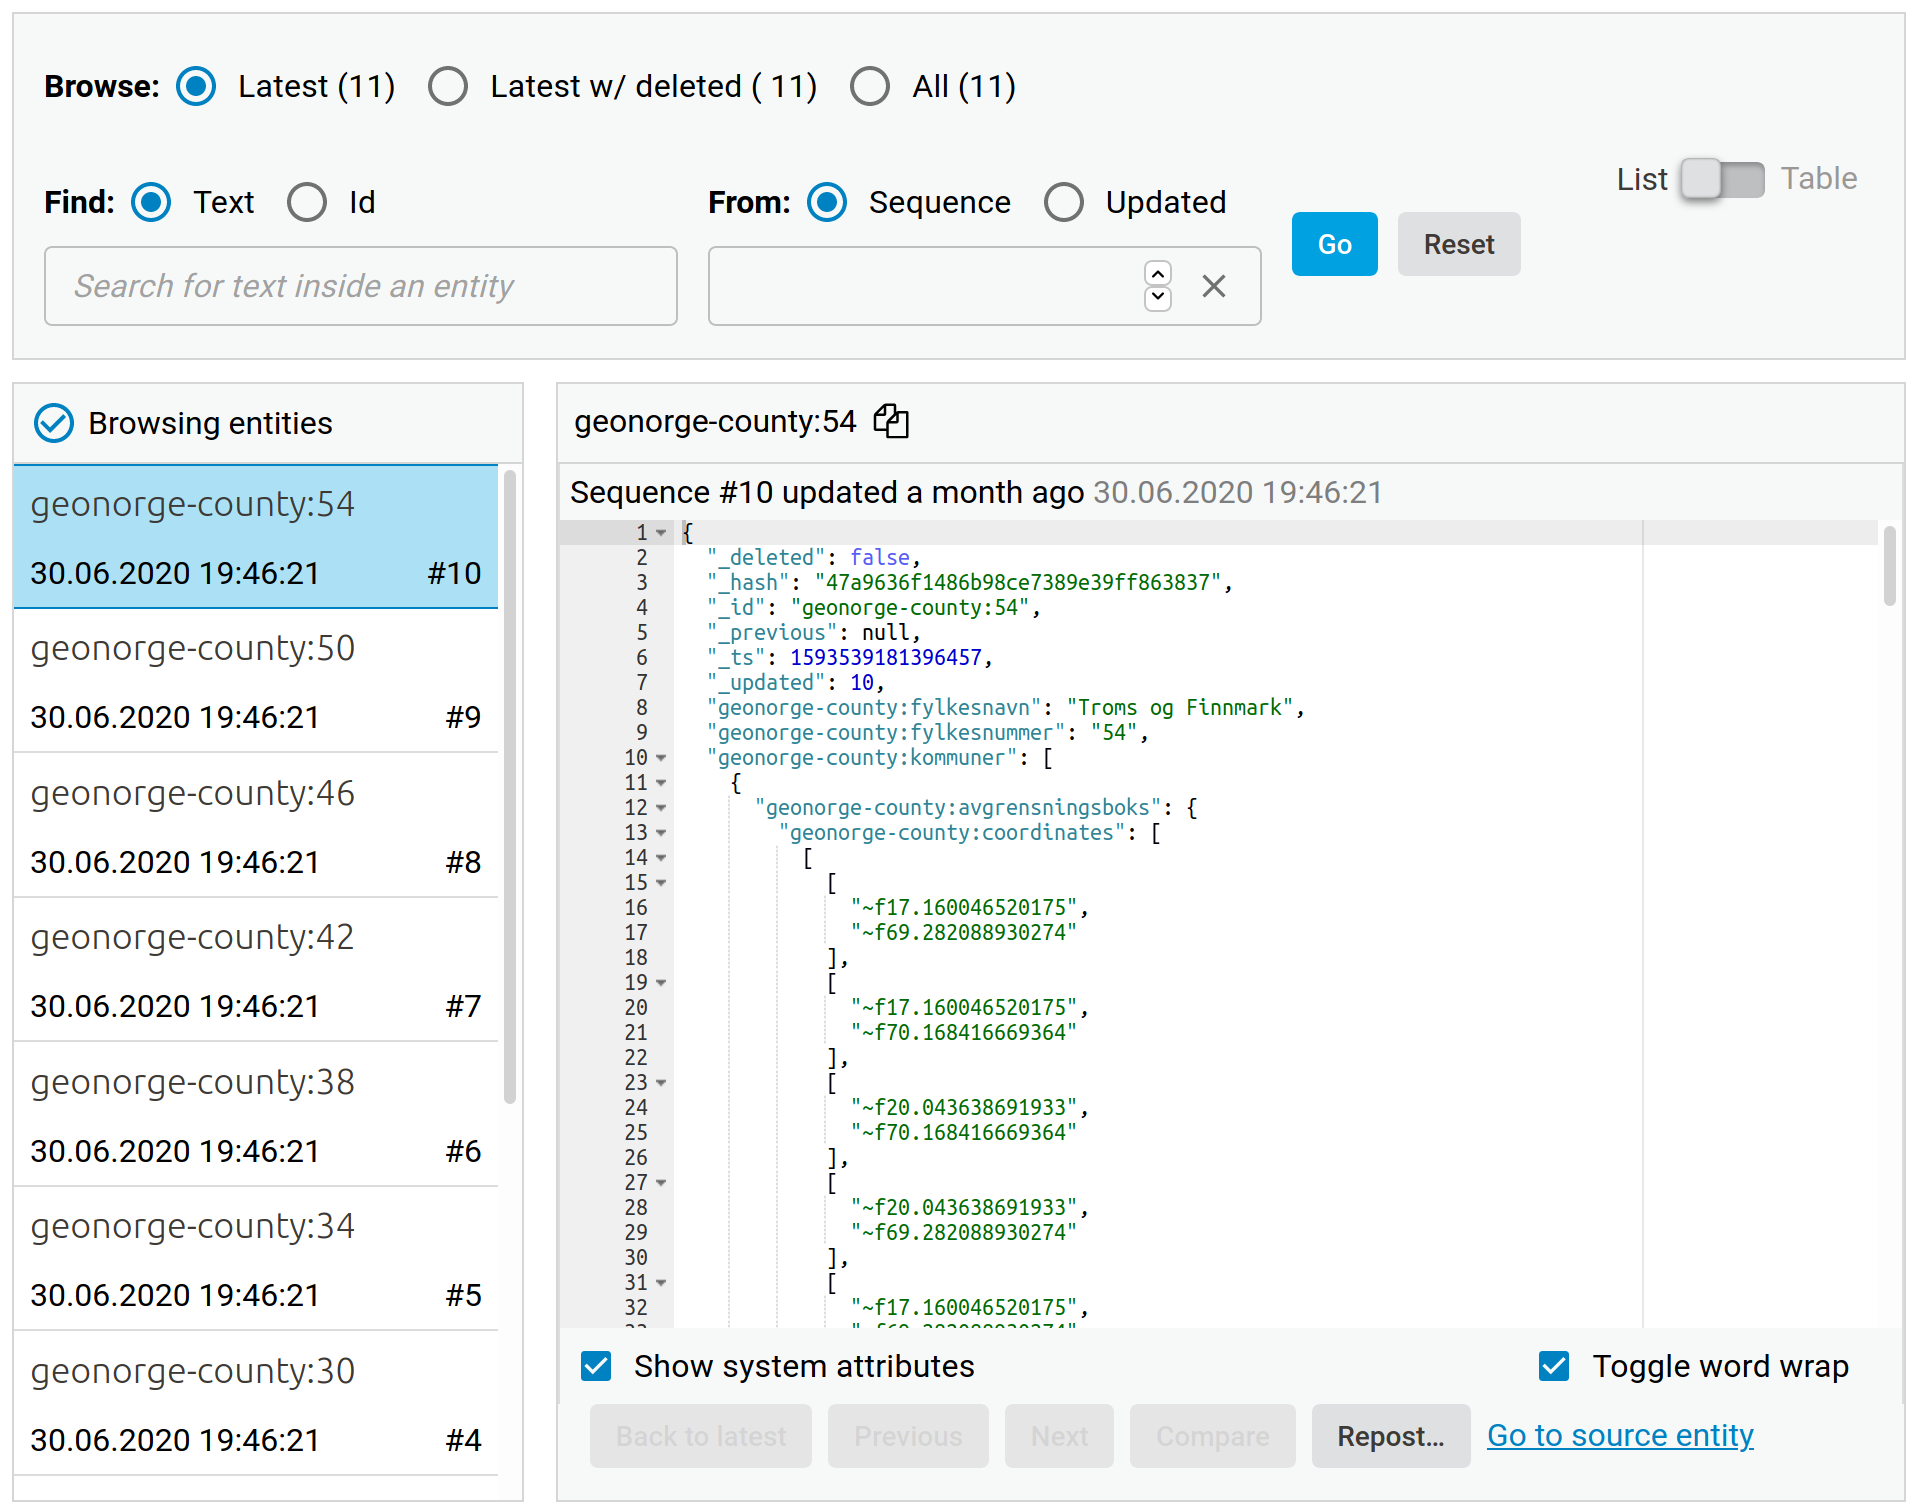 Browse: Latest (11) Latest w/ deleted ( 11) All (11)
List Table
Find: Text Id From: Sequence Updated
Go Reset
Search for text inside an entity
Browsing entities
geonorge-county:54
30.06.2020 19:46:21 #10
geonorge-county:50
30.06.2020 19:46:21 #9
geonorge-county:46
30.06.2020 19:46:21 #8
geonorge-county:42
30.06.2020 19:46:21 #7
geonorge-county:38
30.06.2020 19:46:21 #6
geonorge-county:34
30.06.2020 19:46:21 #5
geonorge-county:30
30.06.2020 19:46:21 #4
geonorge-county:54
Sequence #10 updated a month ago 30.06.2020 19:46:21
1 {
2 "_deleted": false,
3 "_hash": "47a9636f1486b98ce7389e39ff863837",
4 "_id": "geonorge-county:54",
5 "_previous": null,
6 "_ts": 1593539181396457,
7 "_updated": 10,
8 "geonorge-county:fylkesnavn": "Troms og Finnmark",
9 "geonorge-county:fylkesnummer": "54",
10 "geonorge-county:kommuner": [
11 {
12 "geonorge-county:avgrensningsboks": {
13 "geonorge-county:coordinates": [
14 [
15 [
16 "~f17.160046520175",
17 "~f69.282088930274"
18 ],
19 [
20 "~f17.160046520175",
21 "~f70.168416669364"
22 ],
23 [
24 "~f20.043638691933",
25 "~f70.168416669364"
26 ],
27 [
28 "~f20.043638691933",
29 "~f69.282088930274"
30 ],
31 [
32 "~f17.160046520175",
Show system attributes Toggle word wrap
Back to latest Previous Next Compare Repost... Go to source entity